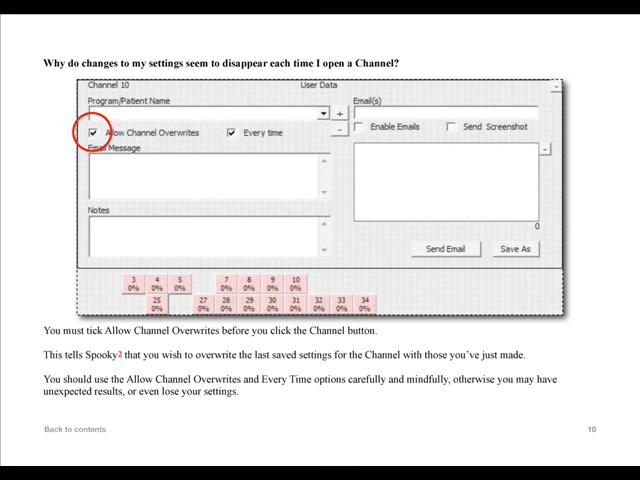 Why do changes to my settings seem to disappear each time I open a Channel?
Channel 10 User Data
Program/Patient Name Email(s)
+
Allow Channel Overwrites Every time - Enable Emails Send Screenshot
Email Message -
Notes
0
Send Email Save As
3 4 5 7 8 9 10
0% 0% 0% 0% 0% 0% 0%
25 27 28 29 30 31 32 33 34
0% 0% 0% 0% 0% 0% 0% 0% 0%
You must tick Allow Channel Overwrites before you click the Channel button.
This tells Spooky2 that you wish to overwrite the last saved settings for the Channel with those you've just made.
You should use the Allow Channel Overwrites and Every Time options carefully and mindfully, otherwise you may have
unexpected results, or even lose your settings.
Back to contents 10